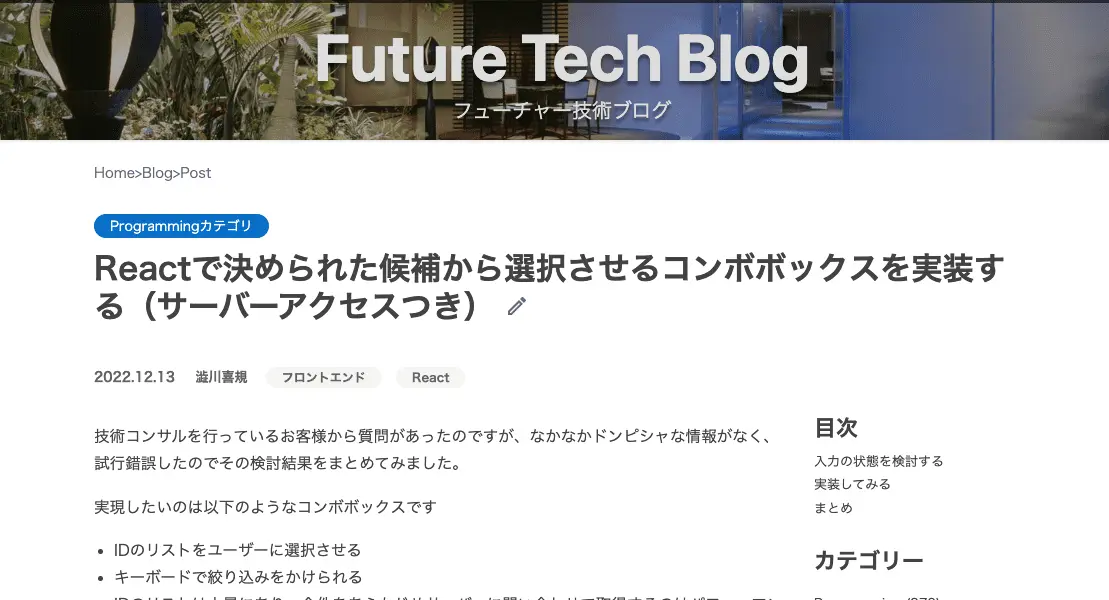 Future Tech Blog
フューチャー技術ブログ
Home>Blog>Post
Programmingカテゴリ
Reactで決められた候補から選択させるコンボボックスを実装す
る（サーバーアクセスつき）
2022.12.13 澁川喜規 フロントエンド React
技術コンサルを行っているお客様から質問があったのですが、なかなかドンピシャな情報がなく、
試行錯誤したのでその検討結果をまとめてみました。
実現したいのは以下のようなコンボボックスです
• IDのリストをユーザーに選択させる
• キーボードで絞り込みをかけられる
目次
入力の状態を検討する
実装してみる
まとめ
カテゴリー